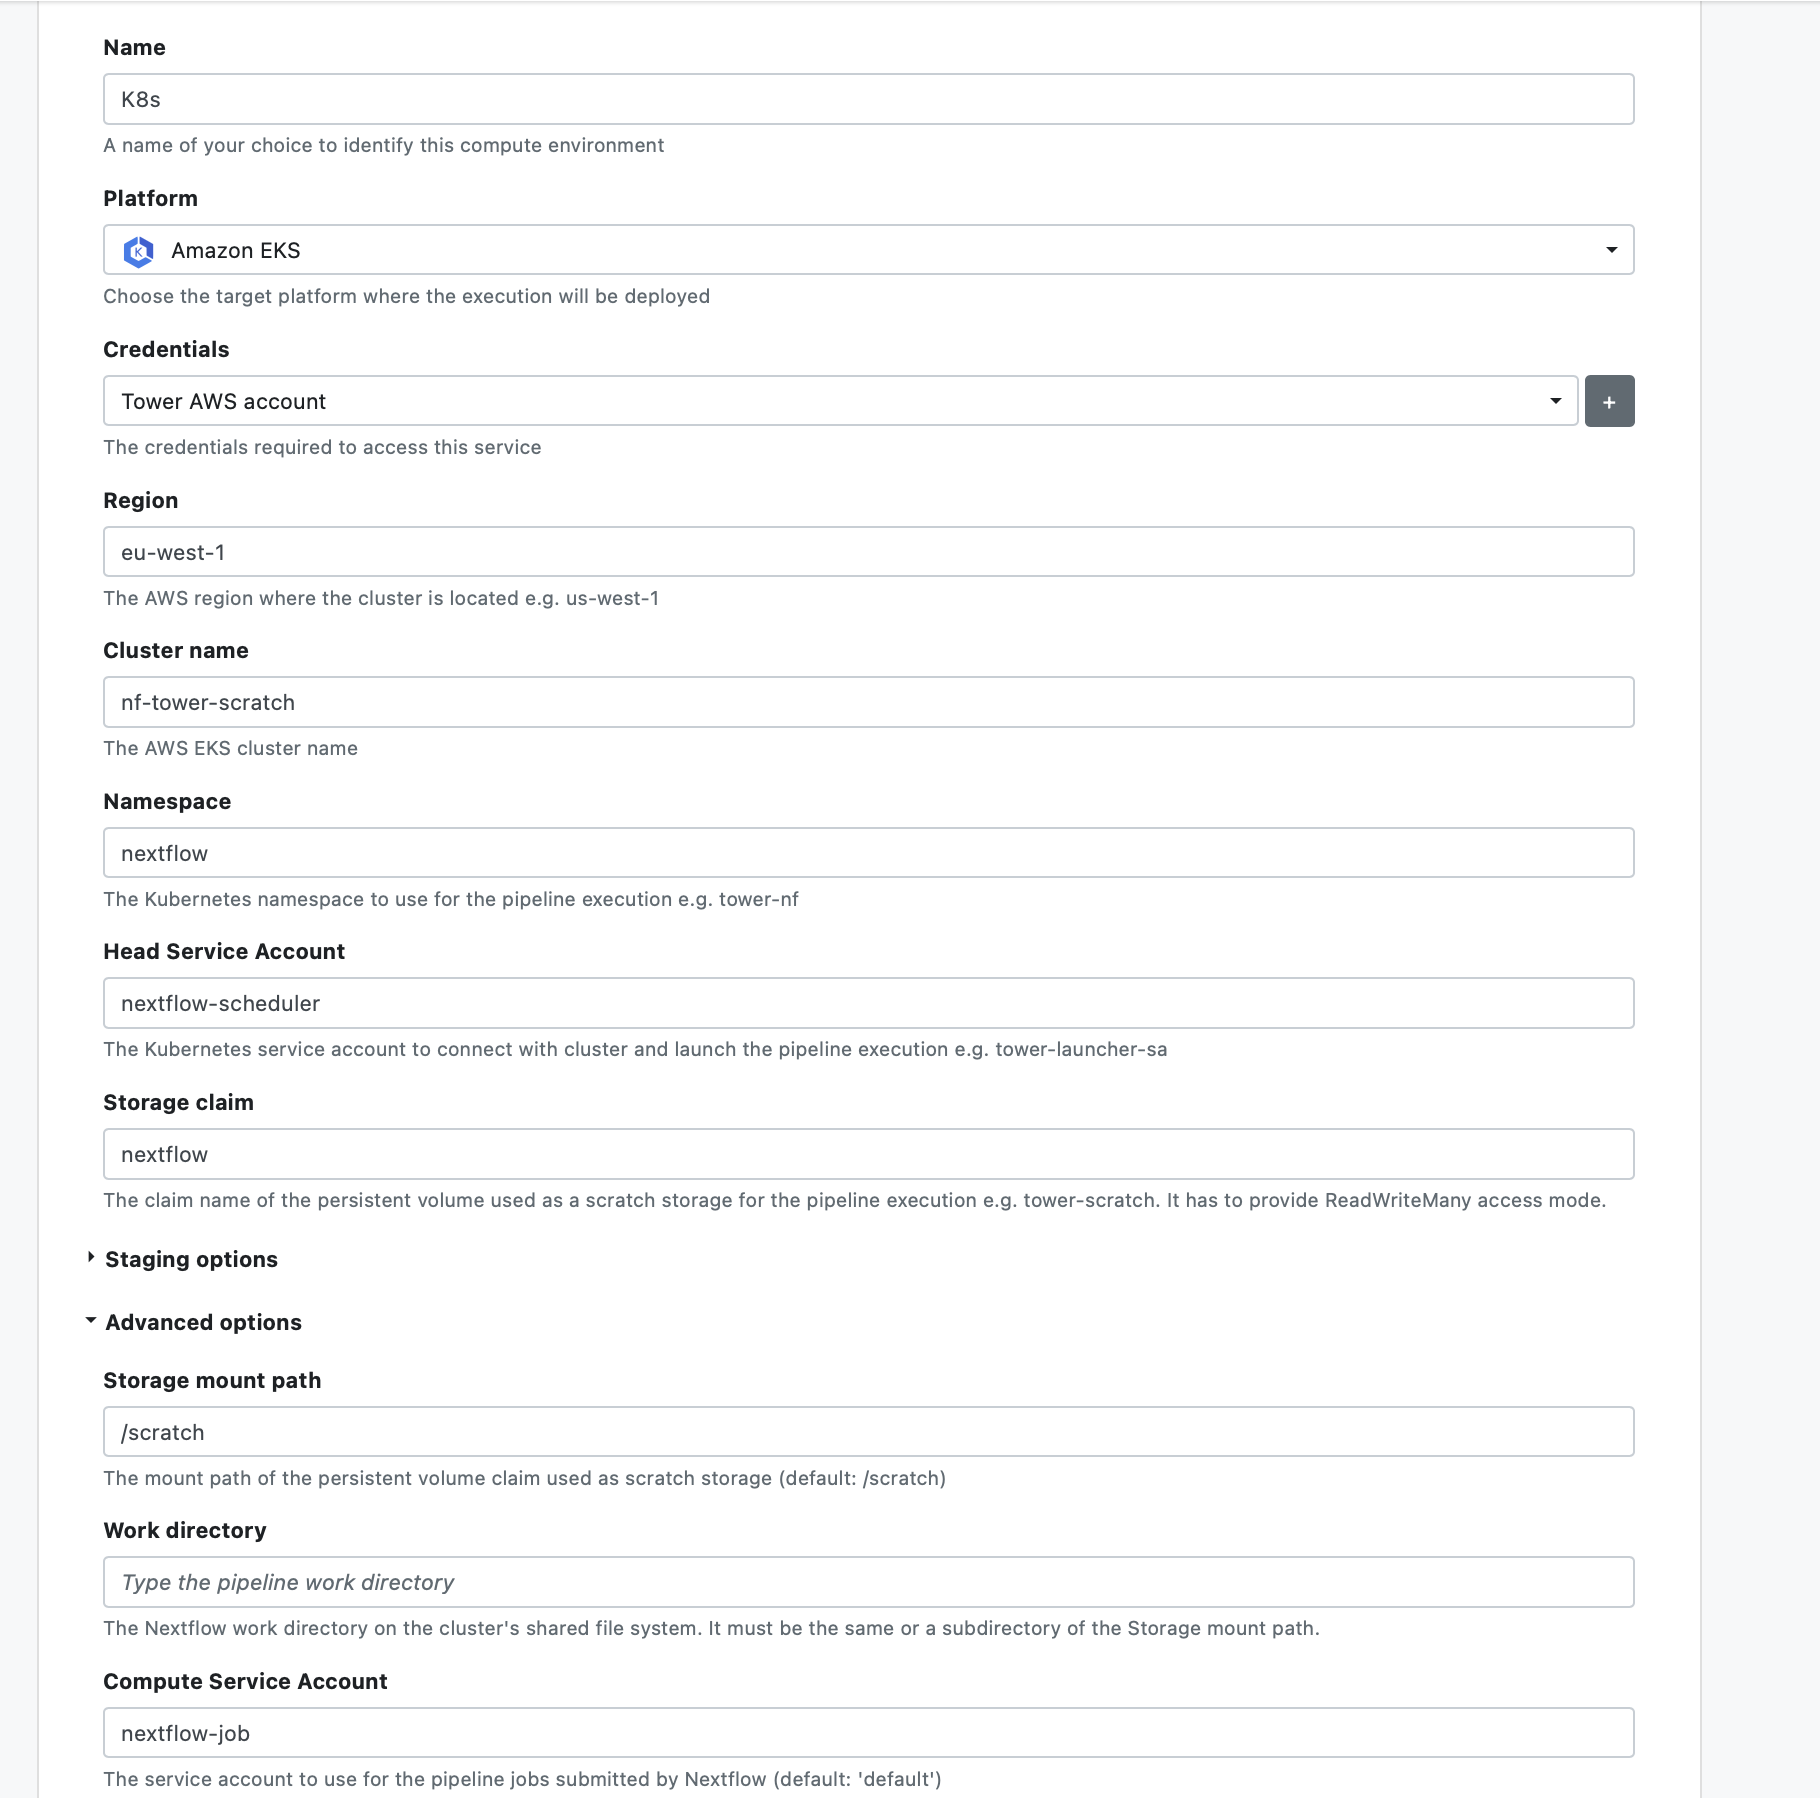 Name
K8s
A name of your choice to identify this compute environment
Platform
K Amazon EKS
Choose the target platform where the execution will be deployed
Credentials
Tower AWS account
+
The credentials required to access this service
Region
eu-west-1
The AWS region where the cluster is located e.g. us-west-1
Cluster name
nf-tower-scratch
The AWS EKS cluster name
Namespace
nextflow
The Kubernetes namespace to use for the pipeline execution e.g. tower-nf
Head Service Account
nextflow-scheduler
The Kubernetes service account to connect with cluster and launch the pipeline execution e.g. tower-launcher-sa
Storage claim
nextflow
The claim name of the persistent volume used as a scratch storage for the pipeline execution e.g. tower-scratch. It has to provide ReadWriteMany access mode.
Staging options
Advanced options
Storage mount path
/scratch
The mount path of the persistent volume claim used as scratch storage (default: /scratch)
Work directory
Type the pipeline work directory
The Nextflow work directory on the cluster's shared file system. It must be the same or a subdirectory of the Storage mount path.
Compute Service Account
nextflow-job
The service account to use for the pipeline jobs submitted by Nextflow (default: 'default')